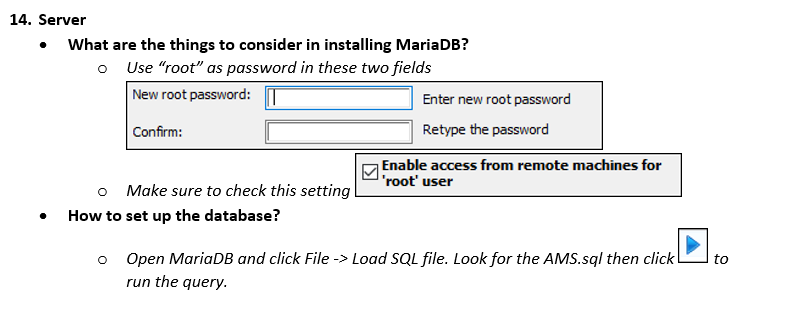 14. Server
• What are the things to consider in installing MariaDB?
o Use “root” as password in these two fields
New root password: Enter new root password
Confirm: Retype the password
Enable access from remote machines for
'root' user
o Make sure to check this setting
• How to set up the database?
o Open MariaDB and click File -> Load SQL file. Look for the AMS.sql then click to
run the query.